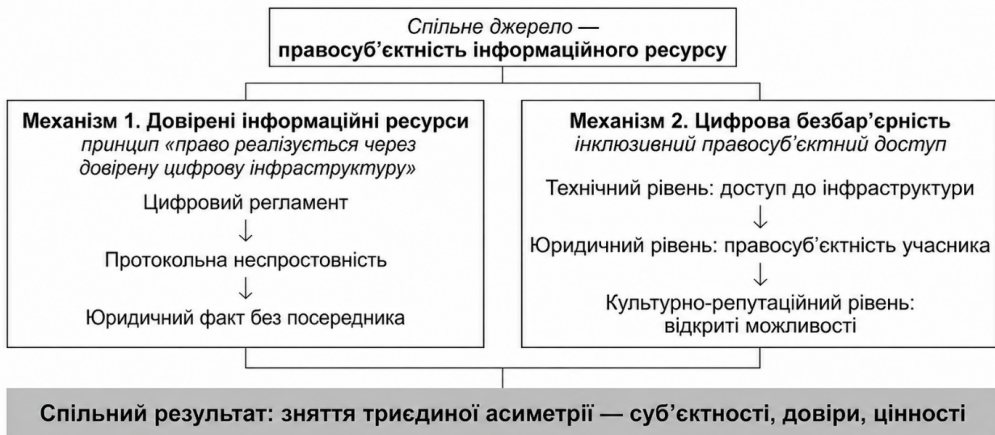 Спільне джерело —
правосуб’єктність інформаційного ресурсу
Механізм 1. Довірені інформаційні ресурси
принцип «право реалізується через
довірену цифрову інфраструктуру»
Цифровий регламент
↓
Протокольна неспростовність
↓
Юридичний факт без посередника
Механізм 2. Цифрова безбар’єрність
інклюзивний правосуб’єктний доступ
Технічний рівень: доступ до інфраструктури
↓
Юридичний рівень: правосуб’єктність учасника
↓
Культурно-репутаційний рівень:
відкриті можливості
Спільний результат: зняття триєдиної асиметрії — суб’єктності, довіри, цінності